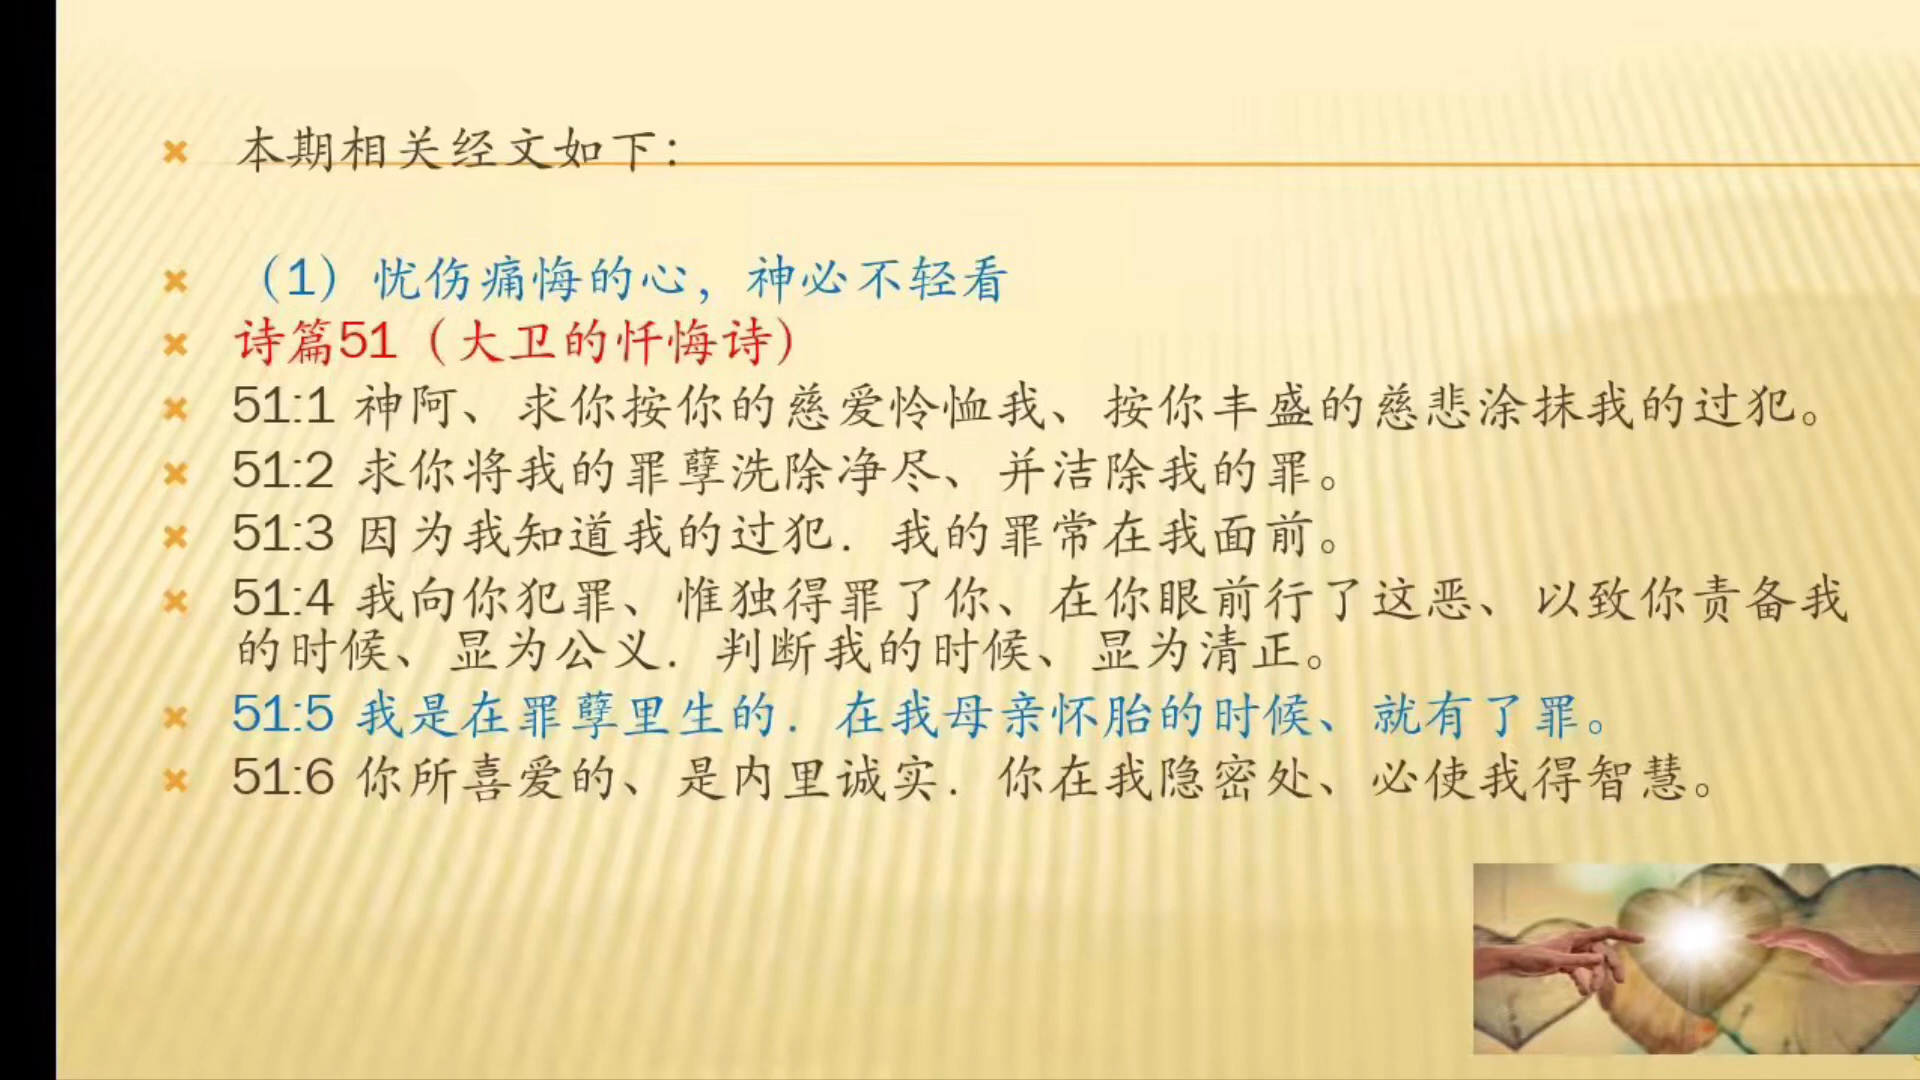 本期相关经文如下：
（1）忧伤痛悔的心，神必不轻看
诗篇51（大卫的忏悔诗）
51:1 神阿、求你按你的慈爱怜恤我、按你丰盛的慈悲涂抹我的过犯。
51:2 求你将我的罪孽洗除净尽、并洁除我的罪。
51:3 因为我知道我的过犯．我的罪常在我面前。
51:4 我向你犯罪、惟独得罪了你、在你眼前行了这恶、以致你责备我
的时候、显为公义．判断我的时候、显为清正。
51:5 我是在罪孽里生的．在我母亲怀胎的时候、就有了罪。
51:6 你所喜爱的、是内里诚实．你在我隐密处、必使我得智慧。